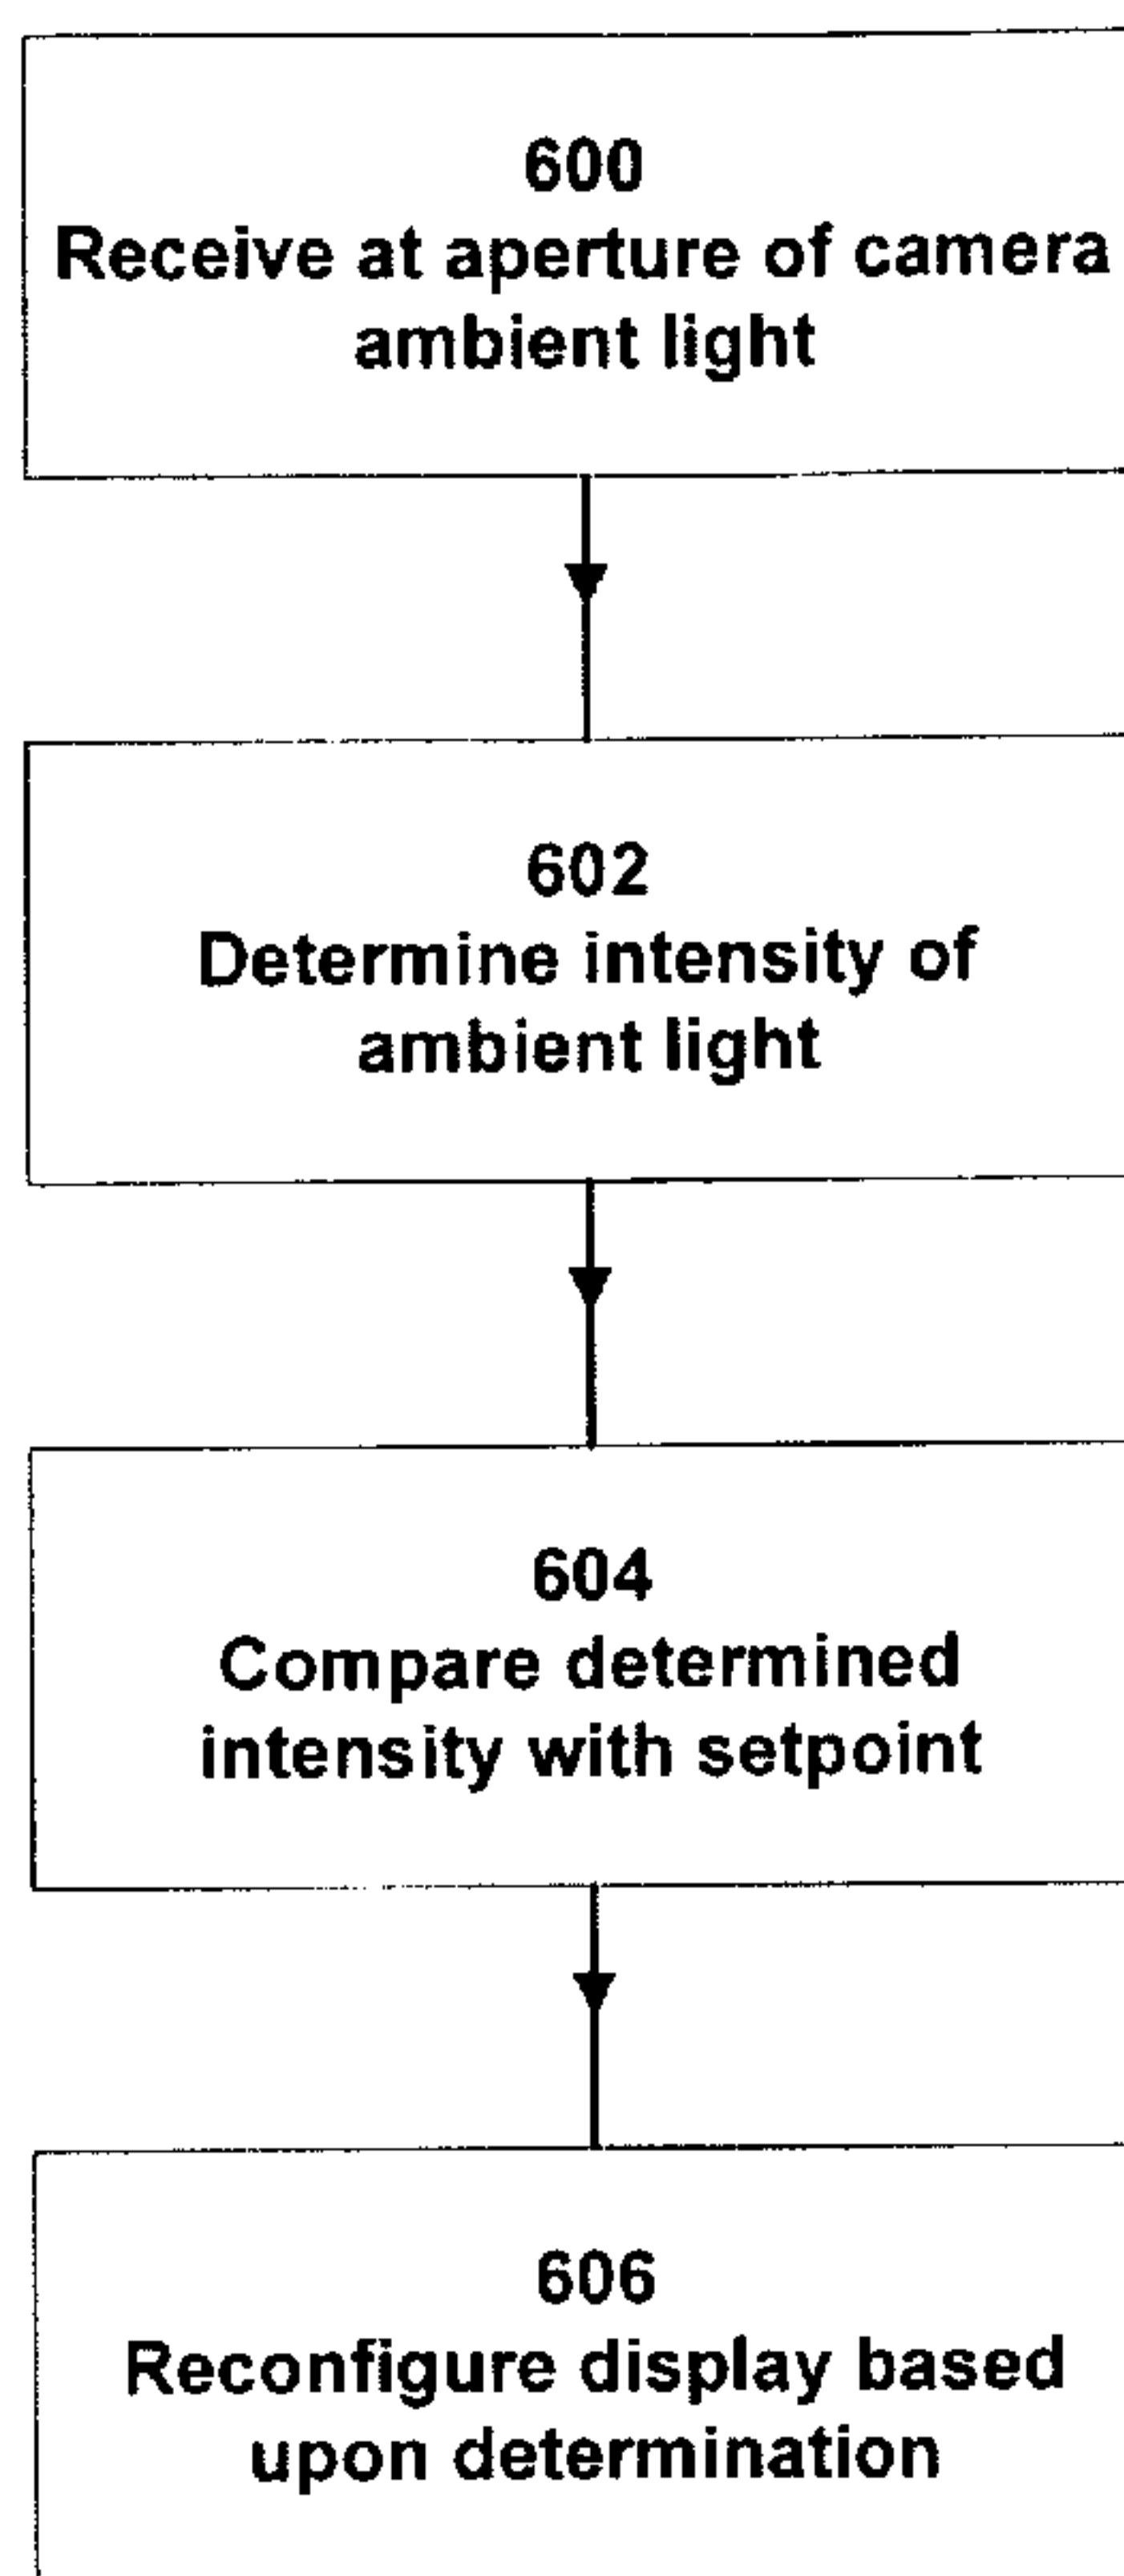 600
Receive at aperture of camera
ambient light
602
Determine intensity of
ambient light
604
Compare determined
intensity with setpoint
606
Reconfigure display based
upon determination